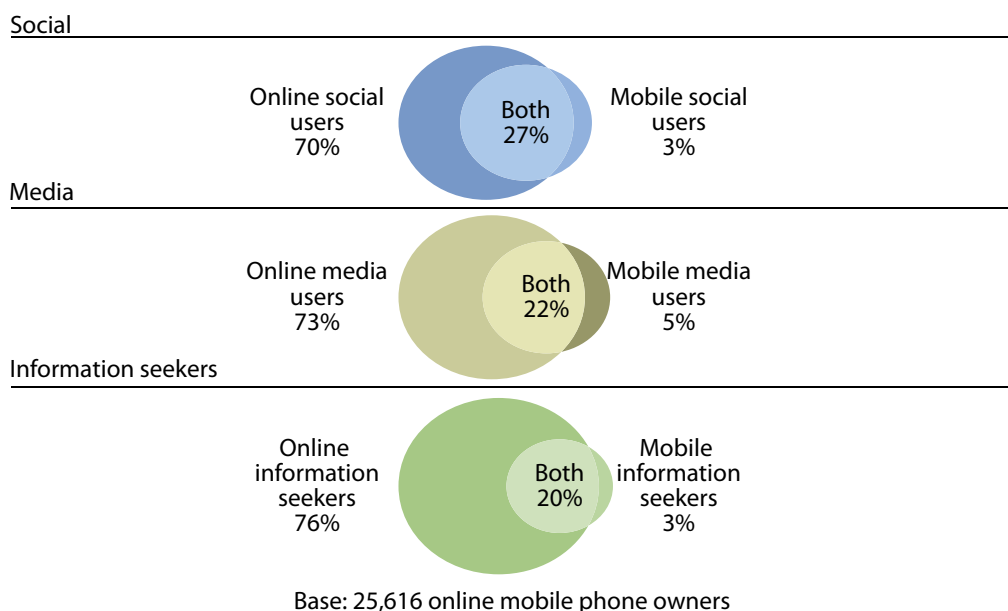 Social
Online social
users
70%
Both
27%
Mobile social
users
3%
Media
Online media
users
73%
Both
22%
Mobile media
users
5%
Information seekers
Online
information
seekers
76%
Both
20%
Mobile
information
seekers
3%
Base: 25,616 online mobile phone owners